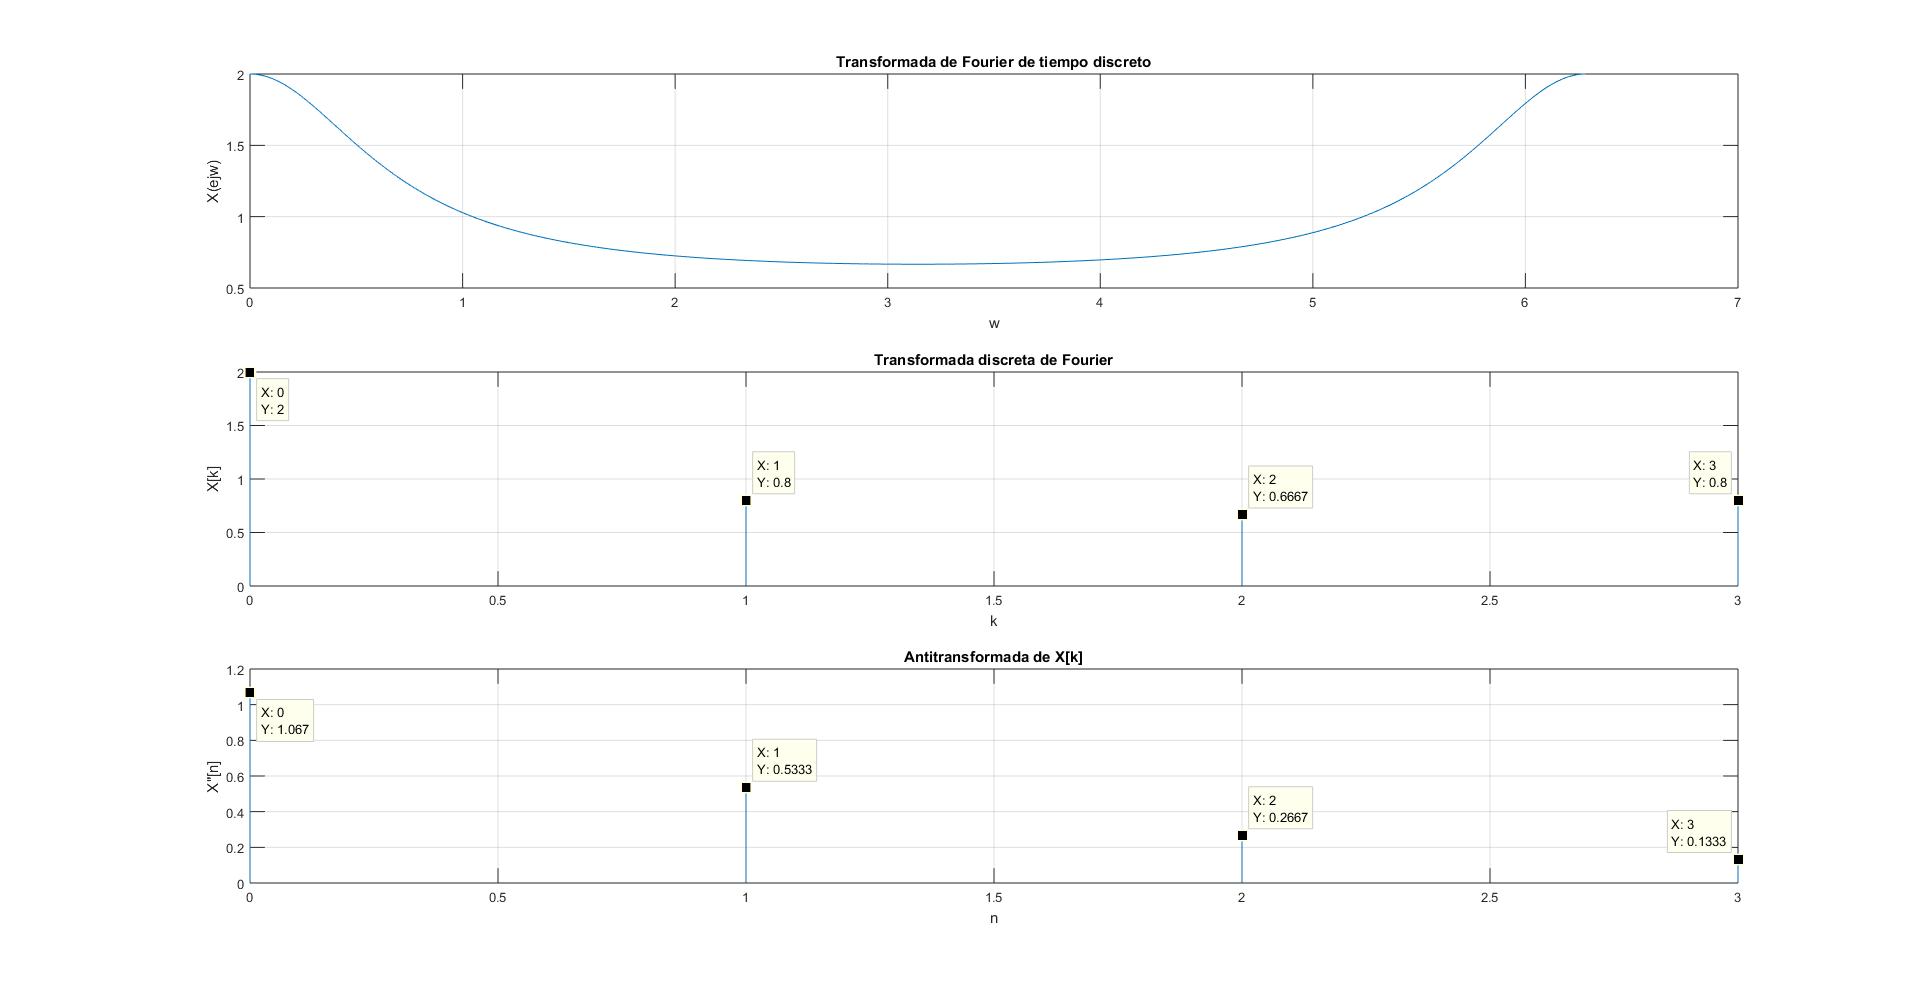 Transformada de Fourier de tiempo discreto
2
1.5
1
0.5
X(ejw)
0 1 2 3 4 5 6 7
w
Transformada discreta de Fourier
2
1.5
1
0.5
0
X[k]
X: 0
Y: 2
X: 1
Y: 0.8
X: 2
Y: 0.6667
X: 3
Y: 0.8
0 0.5 1 1.5 2 2.5 3
k
Antitransformada de X[k]
1.2
1
0.8
0.6
0.4
0.2
0
X"[n]
X: 0
Y: 1.067
X: 1
Y: 0.5333
X: 2
Y: 0.2667
X: 3
Y: 0.1333
0 0.5 1 1.5 2 2.5 3
n